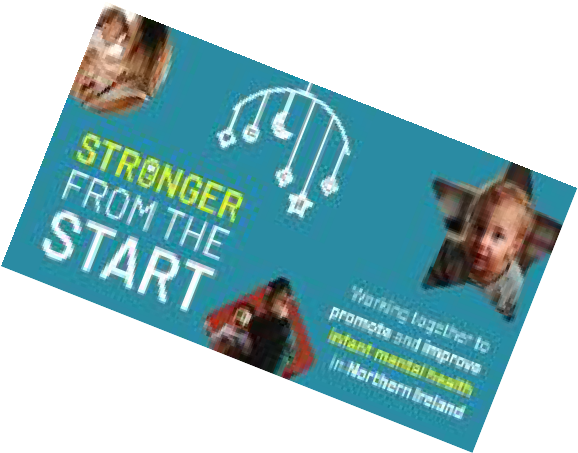 STRONGER
FROM THE
START
Working together to
promote and improve
infant mental health
in Northern Ireland